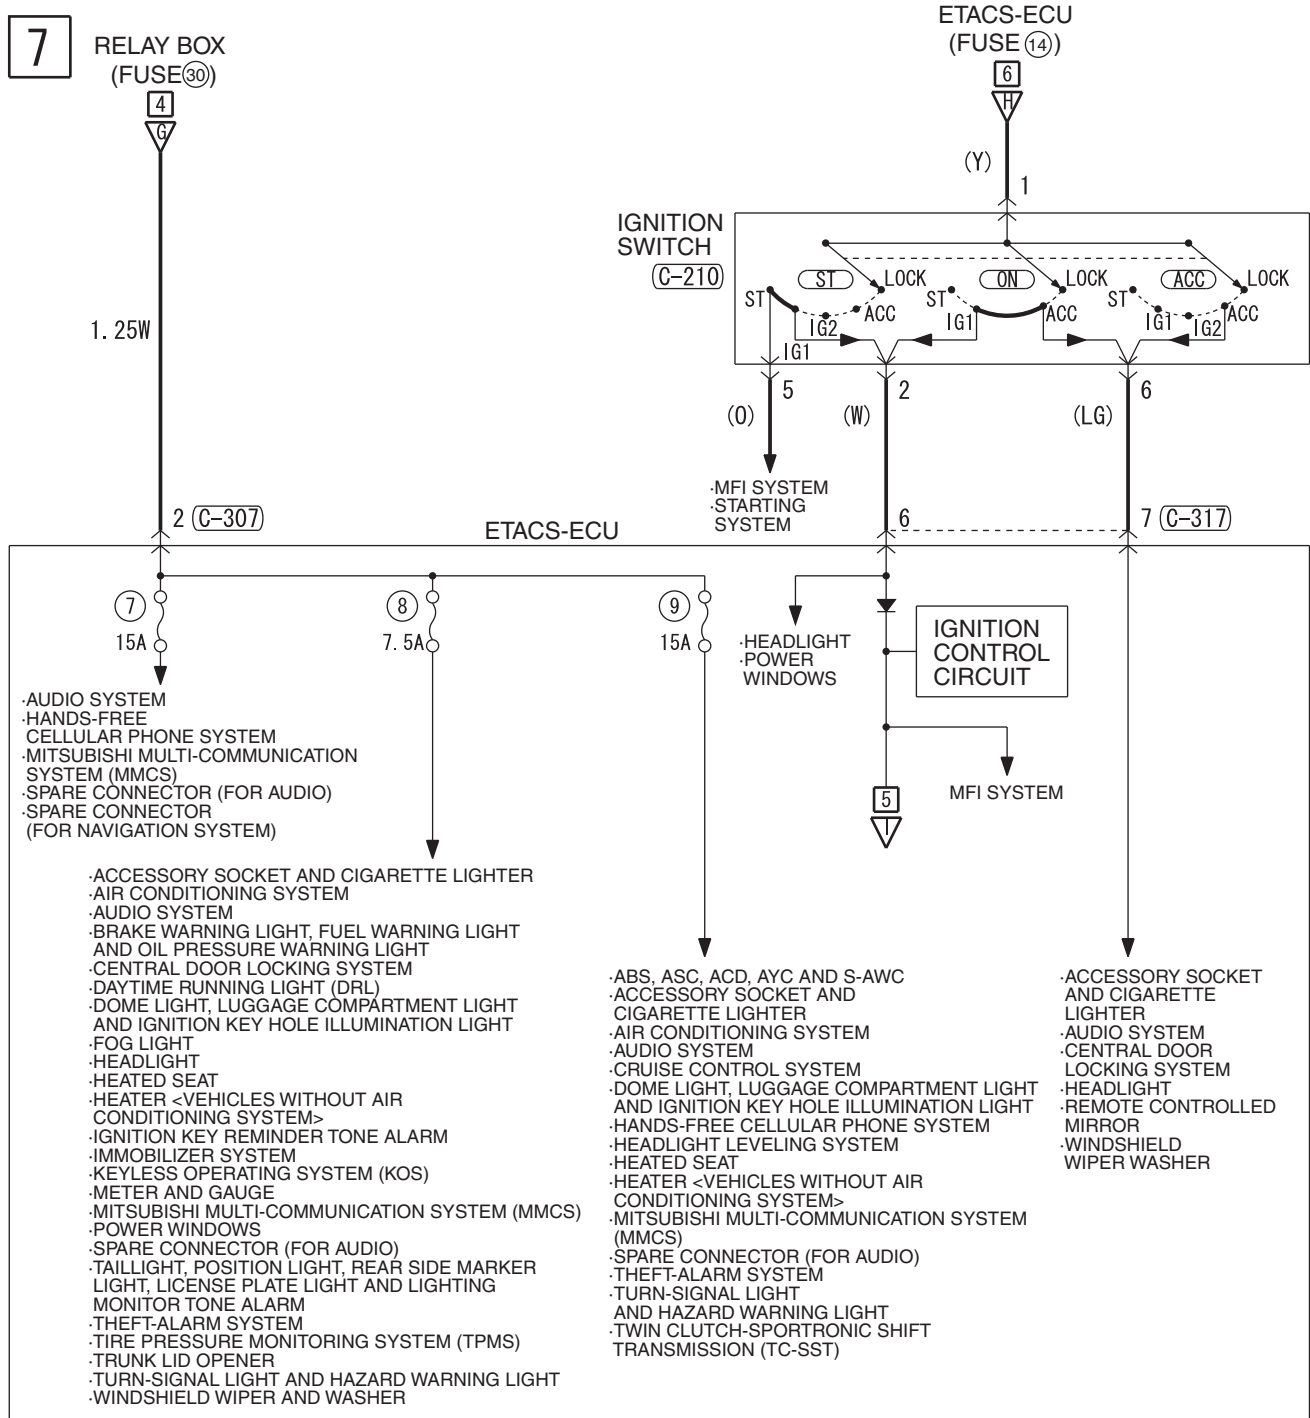 7
RELAY BOX
(FUSE 30)
4
G
1.25W
2 (C-307)
ETACS-ECU
(FUSE 14)
6
H
(Y)
1
IGNITION
SWITCH
(C-210)
ST
LOCK
ON
LOCK
ACC
LOCK
ST
IG1
IG2
ACC
ST
IG1
ACC
ST
IG1
IG2
ACC
5
2
6
(O)
(W)
(LG)
·MFI SYSTEM
·STARTING
SYSTEM
6
7 (C-317)
ETACS-ECU
7
15A
8
7.5A
9
15A
·HEADLIGHT
·POWER
WINDOWS
IGNITION
CONTROL
CIRCUIT
MFI SYSTEM
5
I
·AUDIO SYSTEM
·HANDS-FREE
CELLULAR PHONE SYSTEM
·MITSUBISHI MULTI-COMMUNICATION
SYSTEM (MMCS)
·SPARE CONNECTOR (FOR AUDIO)
·SPARE CONNECTOR
(FOR NAVIGATION SYSTEM)
·ACCESSORY SOCKET AND CIGARETTE LIGHTER
·AIR CONDITIONING SYSTEM
·AUDIO SYSTEM
·BRAKE WARNING LIGHT, FUEL WARNING LIGHT
AND OIL PRESSURE WARNING LIGHT
·CENTRAL DOOR LOCKING SYSTEM
·DAYTIME RUNNING LIGHT (DRL)
·DOME LIGHT, LUGGAGE COMPARTMENT LIGHT
AND IGNITION KEY HOLE ILLUMINATION LIGHT
·FOG LIGHT
·HEADLIGHT
·HEATED SEAT
·HEATER <VEHICLES WITHOUT AIR
CONDITIONING SYSTEM>
·IGNITION KEY REMINDER TONE ALARM
·IMMOBILIZER SYSTEM
·KEYLESS OPERATING SYSTEM (KOS)
·METER AND GAUGE
·MITSUBISHI MULTI-COMMUNICATION SYSTEM (MMCS)
·POWER WINDOWS
·SPARE CONNECTOR (FOR AUDIO)
·TAILLIGHT, POSITION LIGHT, REAR SIDE MARKER
LIGHT, LICENSE PLATE LIGHT AND LIGHTING
MONITOR TONE ALARM
·THEFT-ALARM SYSTEM
·TIRE PRESSURE MONITORING SYSTEM (TPMS)
·TRUNK LID OPENER
·TURN-SIGNAL LIGHT AND HAZARD WARNING LIGHT
·WINDSHIELD WIPER AND WASHER
·ABS, ASC, ACD, AYC AND S-AWC
·ACCESSORY SOCKET AND
CIGARETTE LIGHTER
·AIR CONDITIONING SYSTEM
·AUDIO SYSTEM
·CRUISE CONTROL SYSTEM
·DOME LIGHT, LUGGAGE COMPARTMENT LIGHT
AND IGNITION KEY HOLE ILLUMINATION LIGHT
·HANDS-FREE CELLULAR PHONE SYSTEM
·HEADLIGHT LEVELING SYSTEM
·HEATED SEAT
·HEATER <VEHICLES WITHOUT AIR
CONDITIONING SYSTEM>
·MITSUBISHI MULTI-COMMUNICATION SYSTEM
(MMCS)
·SPARE CONNECTOR (FOR AUDIO)
·THEFT-ALARM SYSTEM
·TURN-SIGNAL LIGHT
AND HAZARD WARNING LIGHT
·TWIN CLUTCH-SPORTRONIC SHIFT
TRANSMISSION (TC-SST)
·ACCESSORY SOCKET
AND CIGARETTE
LIGHTER
·AUDIO SYSTEM
·CENTRAL DOOR
LOCKING SYSTEM
·HEADLIGHT
·REMOTE CONTROLLED
MIRROR
·WINDSHIELD
WIPER WASHER